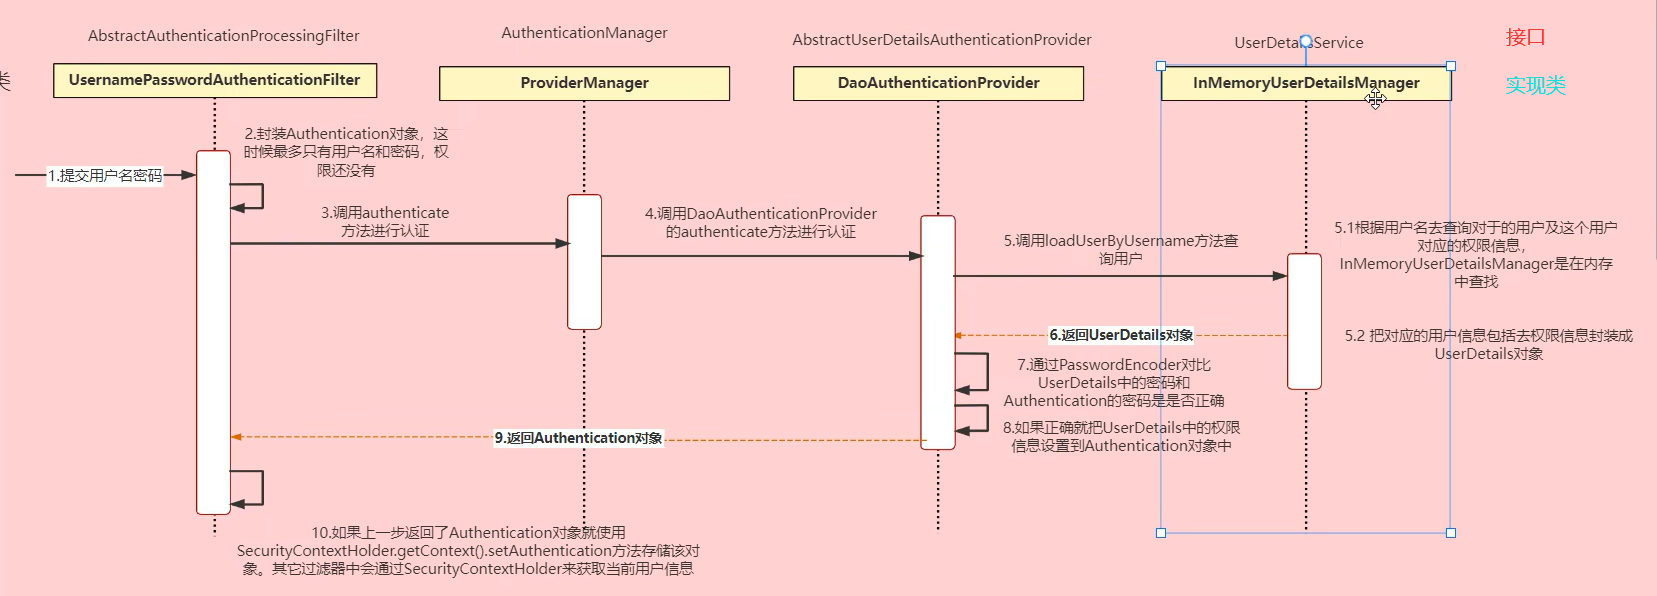 AbstractAuthenticationProcessingFilter
AuthenticationManager
AbstractUserDetailsAuthenticationProvider
UserDetailsService
接口
类
UsernamePasswordAuthenticationFilter
ProviderManager
DaoAuthenticationProvider
InMemoryUserDetailsManager
实现类
1.提交用户名密码
2.封装Authentication对象，这
时候最多只有用户名和密码，权
限还没有
3.调用authenticate
方法进行认证
4.调用DaoAuthenticationProvider
的authenticate方法进行认证
5.调用loadUserByUsername方法查
询用户
5.1根据用户名去查询对于的用户及这个用户
对应的权限信息，
InMemoryUserDetailsManager是在内存
中查找
5.2 把对应的用户信息包括去权限信息封装成
UserDetails对象
6.返回UserDetails对象
7.通过PasswordEncoder对比
UserDetails中的密码和
Authentication的密码是是否正确
8.如果正确就把UserDetails中的权限
信息设置到Authentication对象中
9.返回Authentication对象
10.如果上一步返回了Authentication对象就使用
SecurityContextHolder.getContext().setAuthentication方法存储该对
象。其它过滤器中会通过SecurityContextHolder来获取当前用户信息